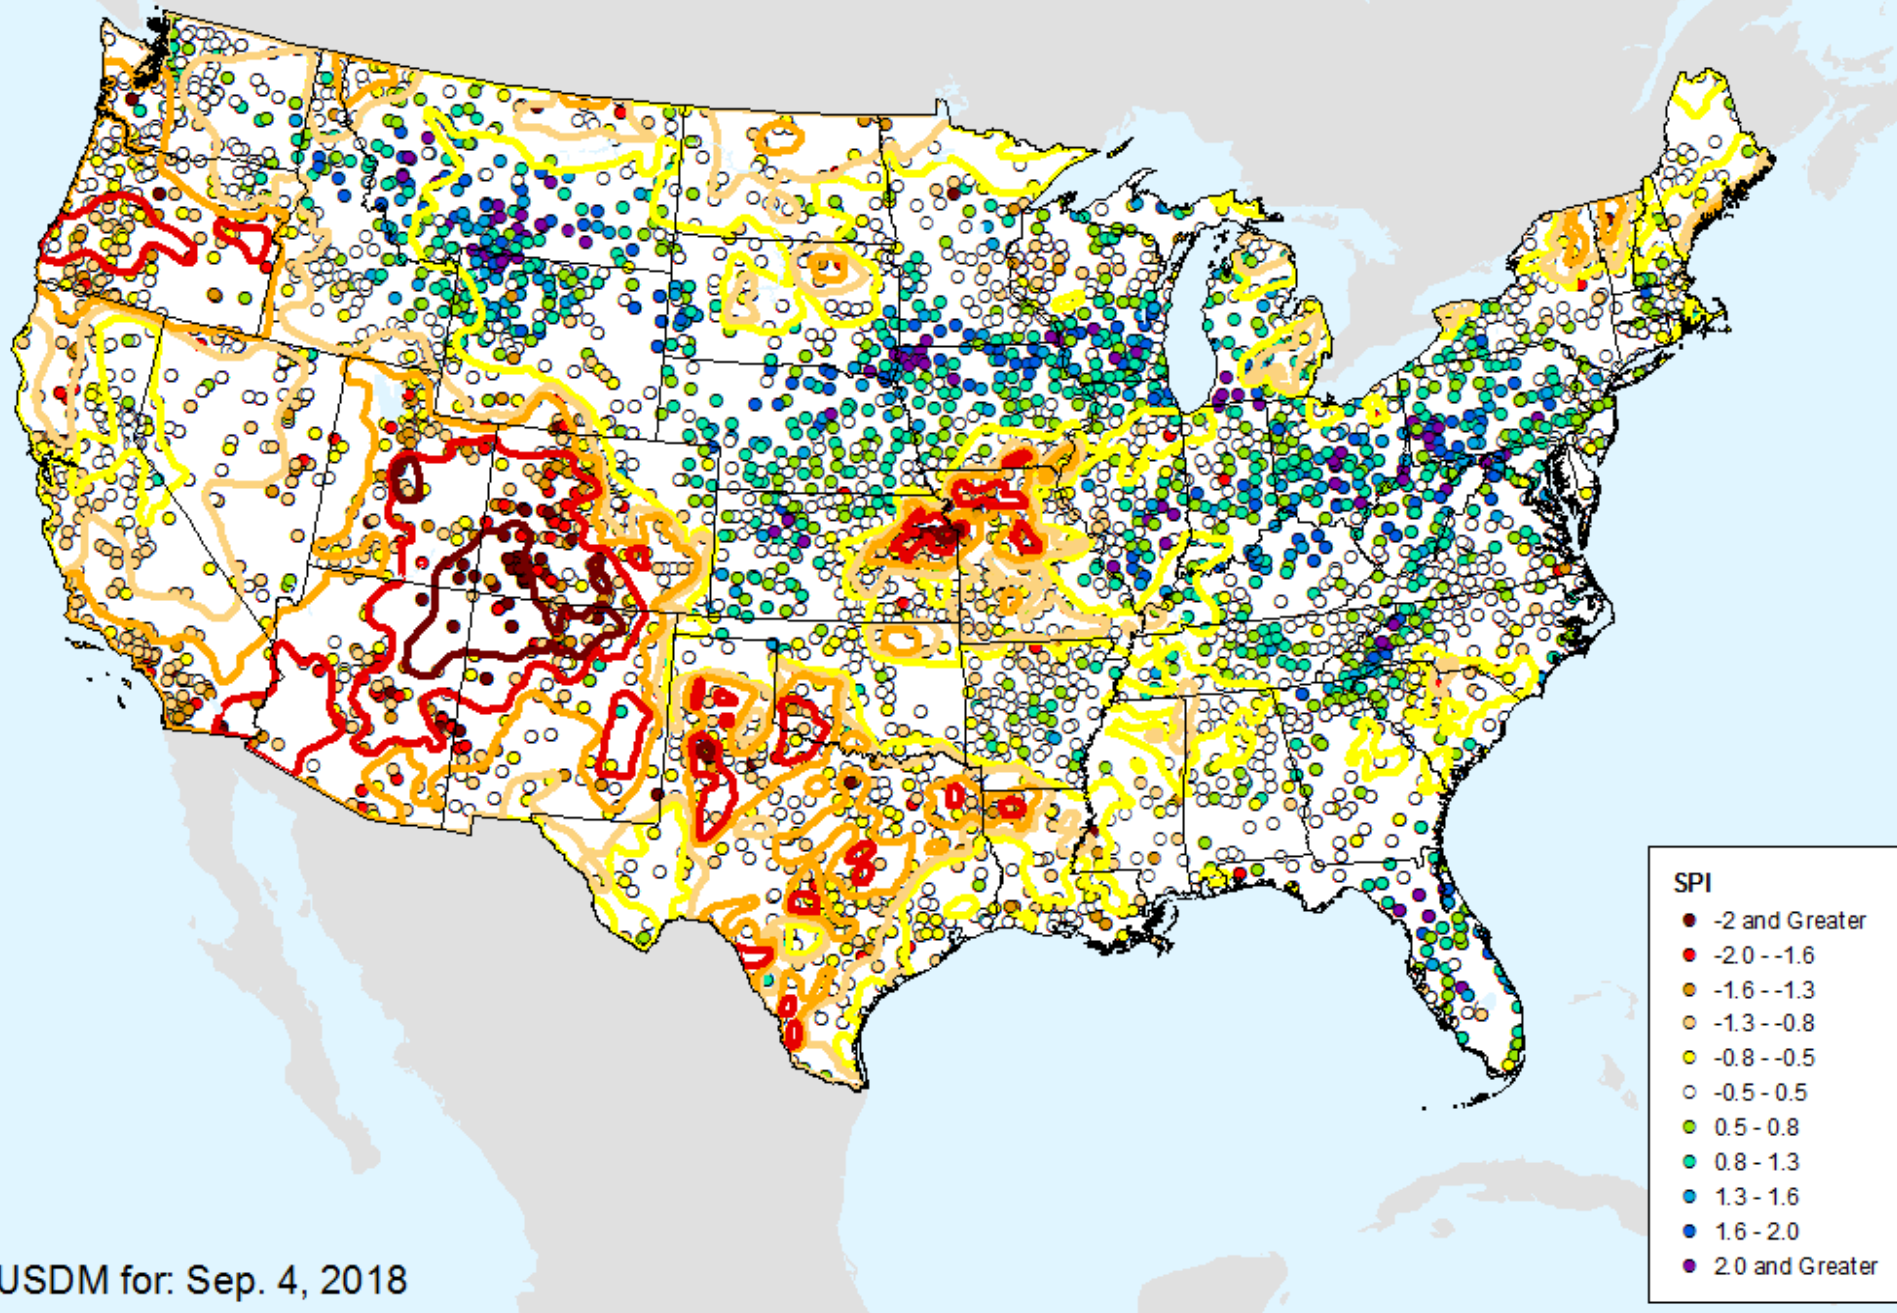 SPI
-2 and Greater
-2.0 - -1.6
-1.6 - -1.3
-1.3 - -0.8
-0.8 - -0.5
-0.5 - 0.5
0.5 - 0.8
0.8 - 1.3
1.3 - 1.6
1.6 - 2.0
2.0 and Greater
USDM for: Sep. 4, 2018